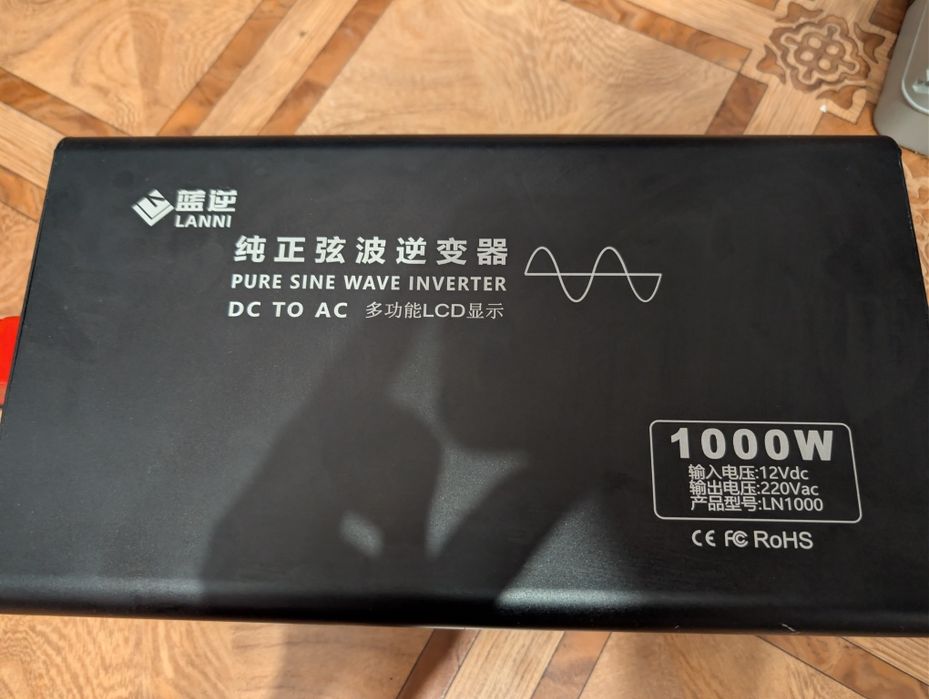 蓝逆
LANNI
纯正弦波逆变器
PURE SINE WAVE INVERTER
DC TO AC 多功能LCD显示
1000W
输入电压:12Vdc
输出电压:220Vac
产品型号:LN1000
CE FC RoHS